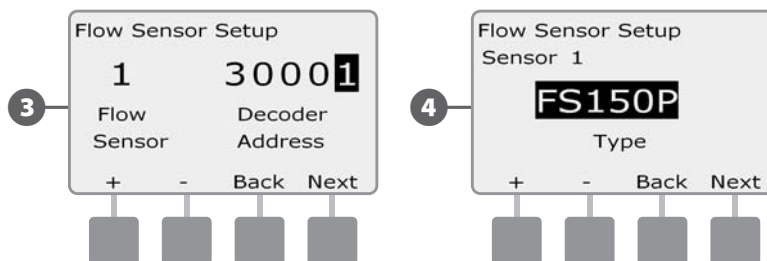 3
Flow Sensor Setup
1 30001
Flow Decoder
Sensor Address
+ - Back Next
4
Flow Sensor Setup
Sensor 1
FS150P
Type
+ - Back Next